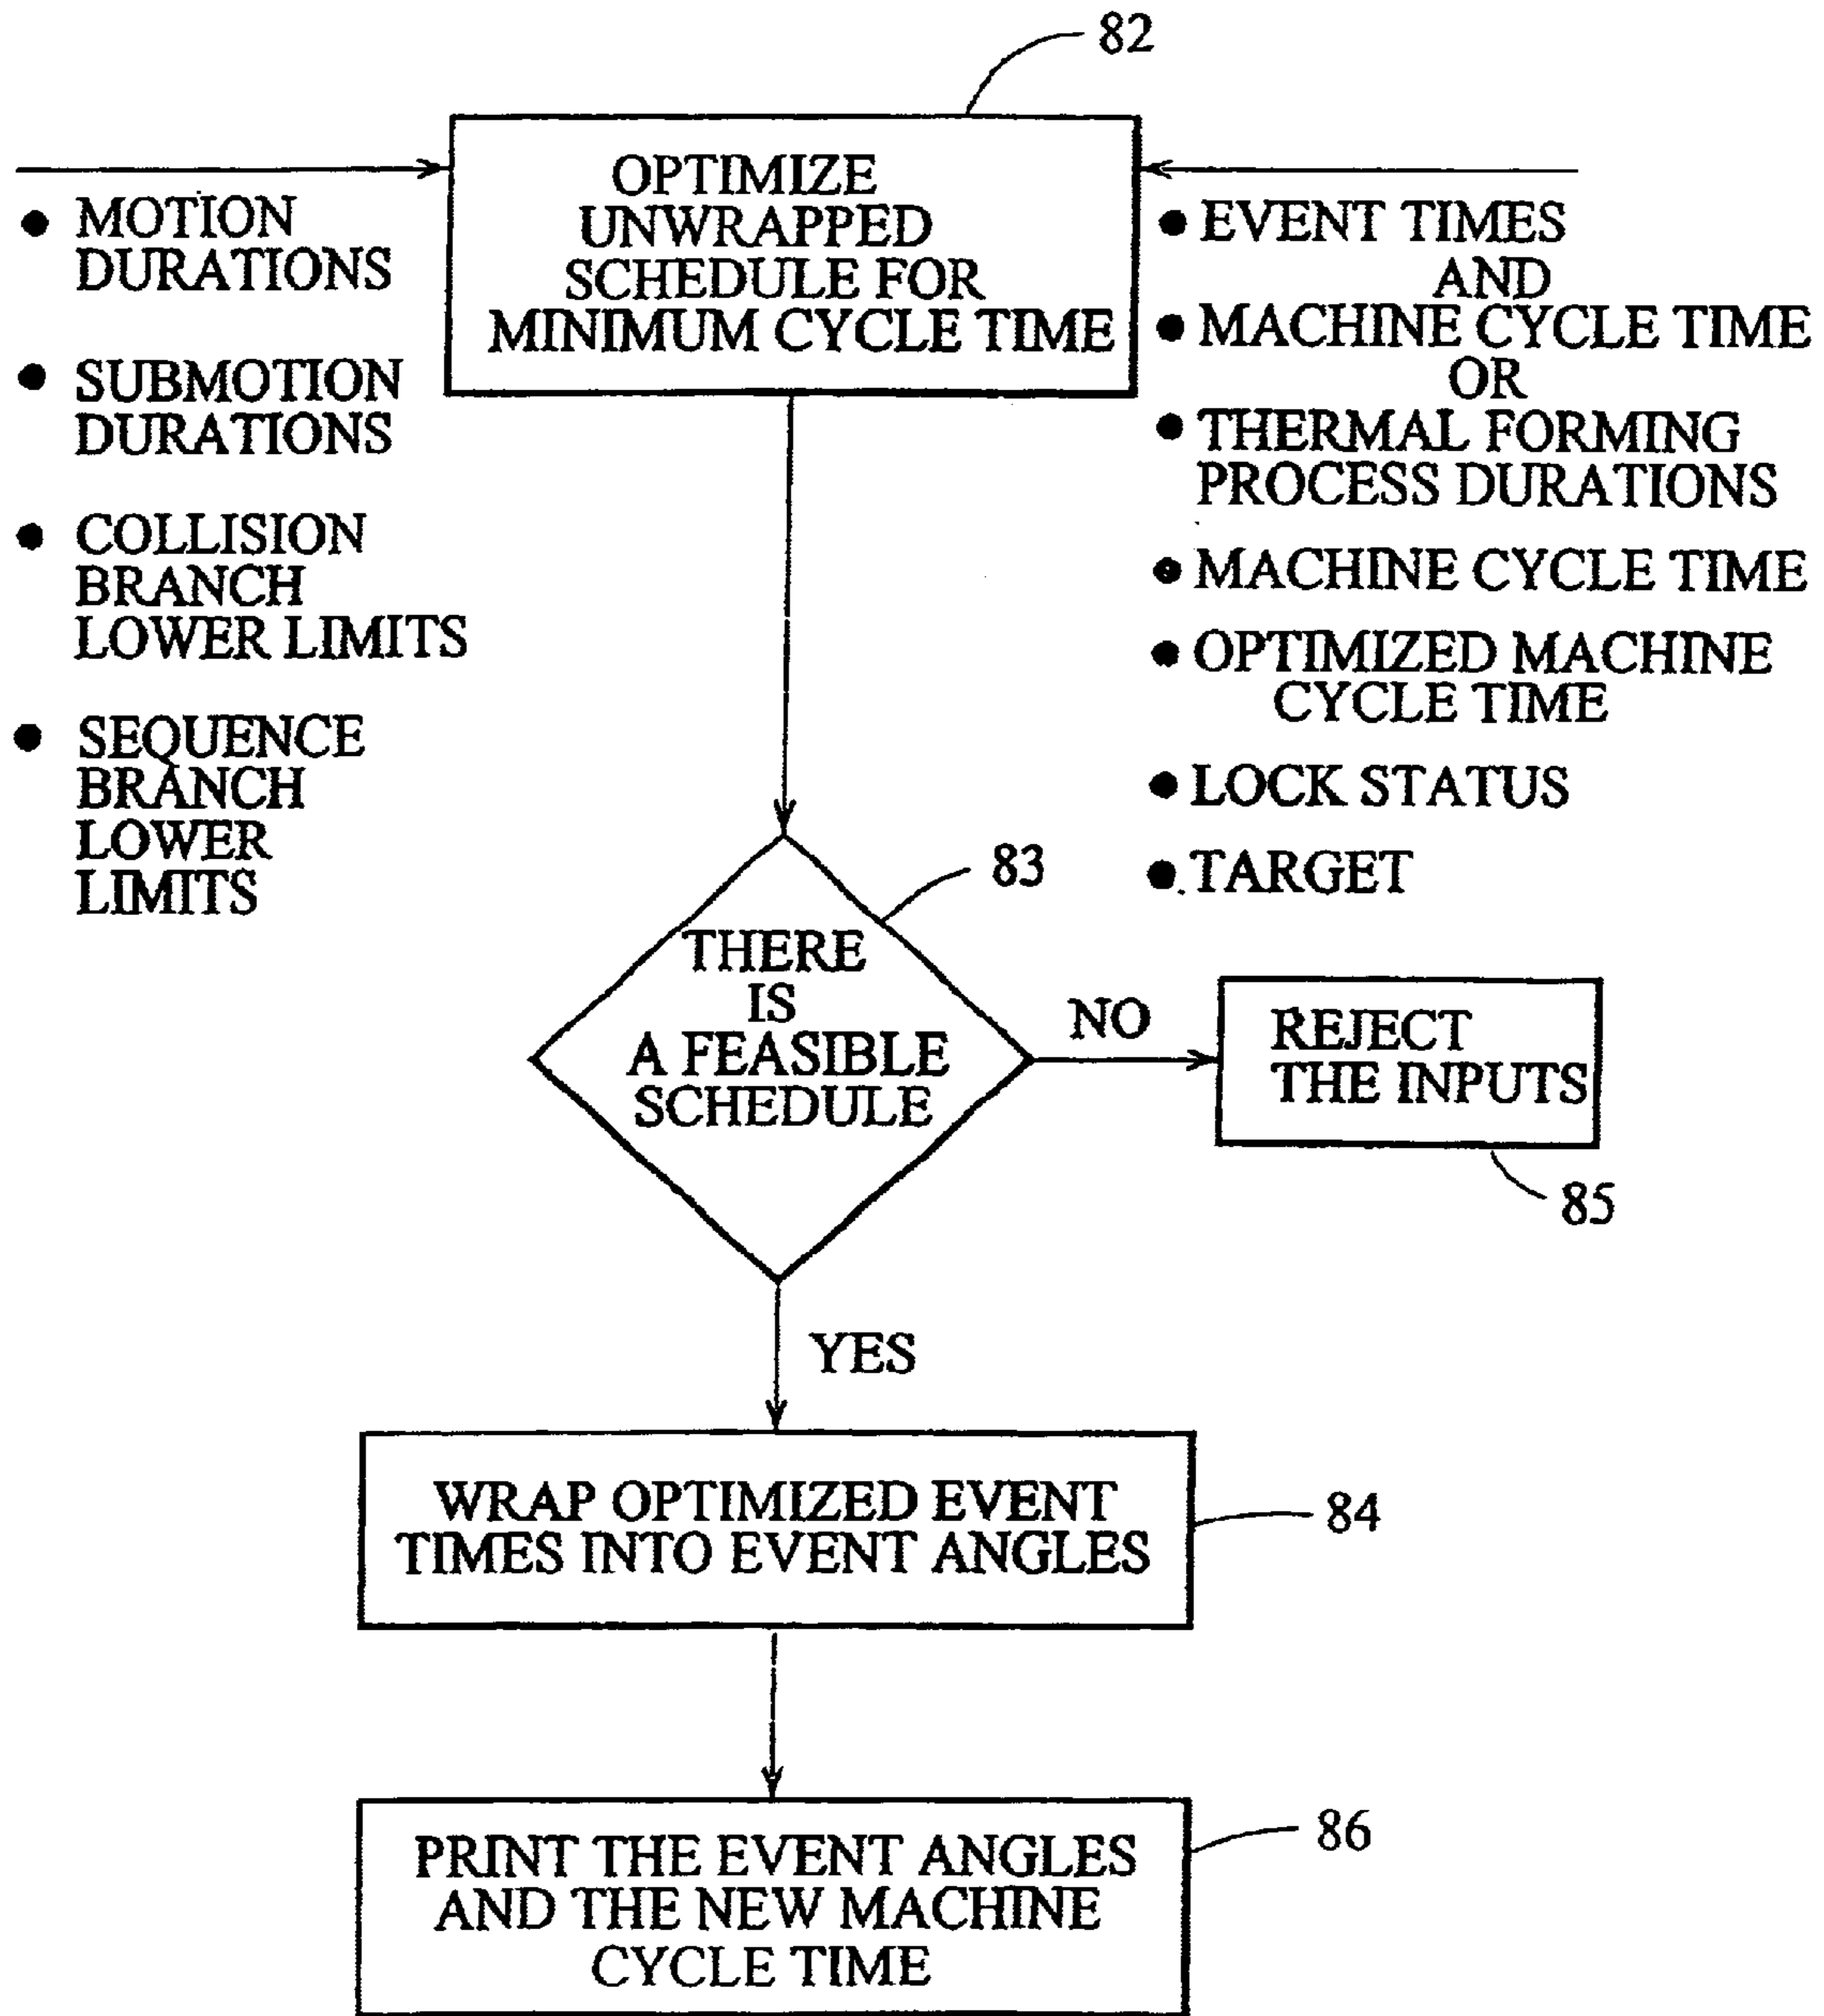 82
OPTIMIZE
UNWRAPPED
SCHEDULE FOR
MINIMUM CYCLE TIME
● MOTION
DURATIONS
● SUBMOTION
DURATIONS
● COLLISION
BRANCH
LOWER LIMITS
● SEQUENCE
BRANCH
LOWER
LIMITS
● EVENT TIMES
AND
● MACHINE CYCLE TIME
OR
● THERMAL FORMING
PROCESS DURATIONS
● MACHINE CYCLE TIME
● OPTIMIZED MACHINE
CYCLE TIME
● LOCK STATUS
● TARGET
83
THERE
IS
A FEASIBLE
SCHEDULE
NO
REJECT
THE INPUTS
85
YES
WRAP OPTIMIZED EVENT
TIMES INTO EVENT ANGLES
84
PRINT THE EVENT ANGLES
AND THE NEW MACHINE
CYCLE TIME
86